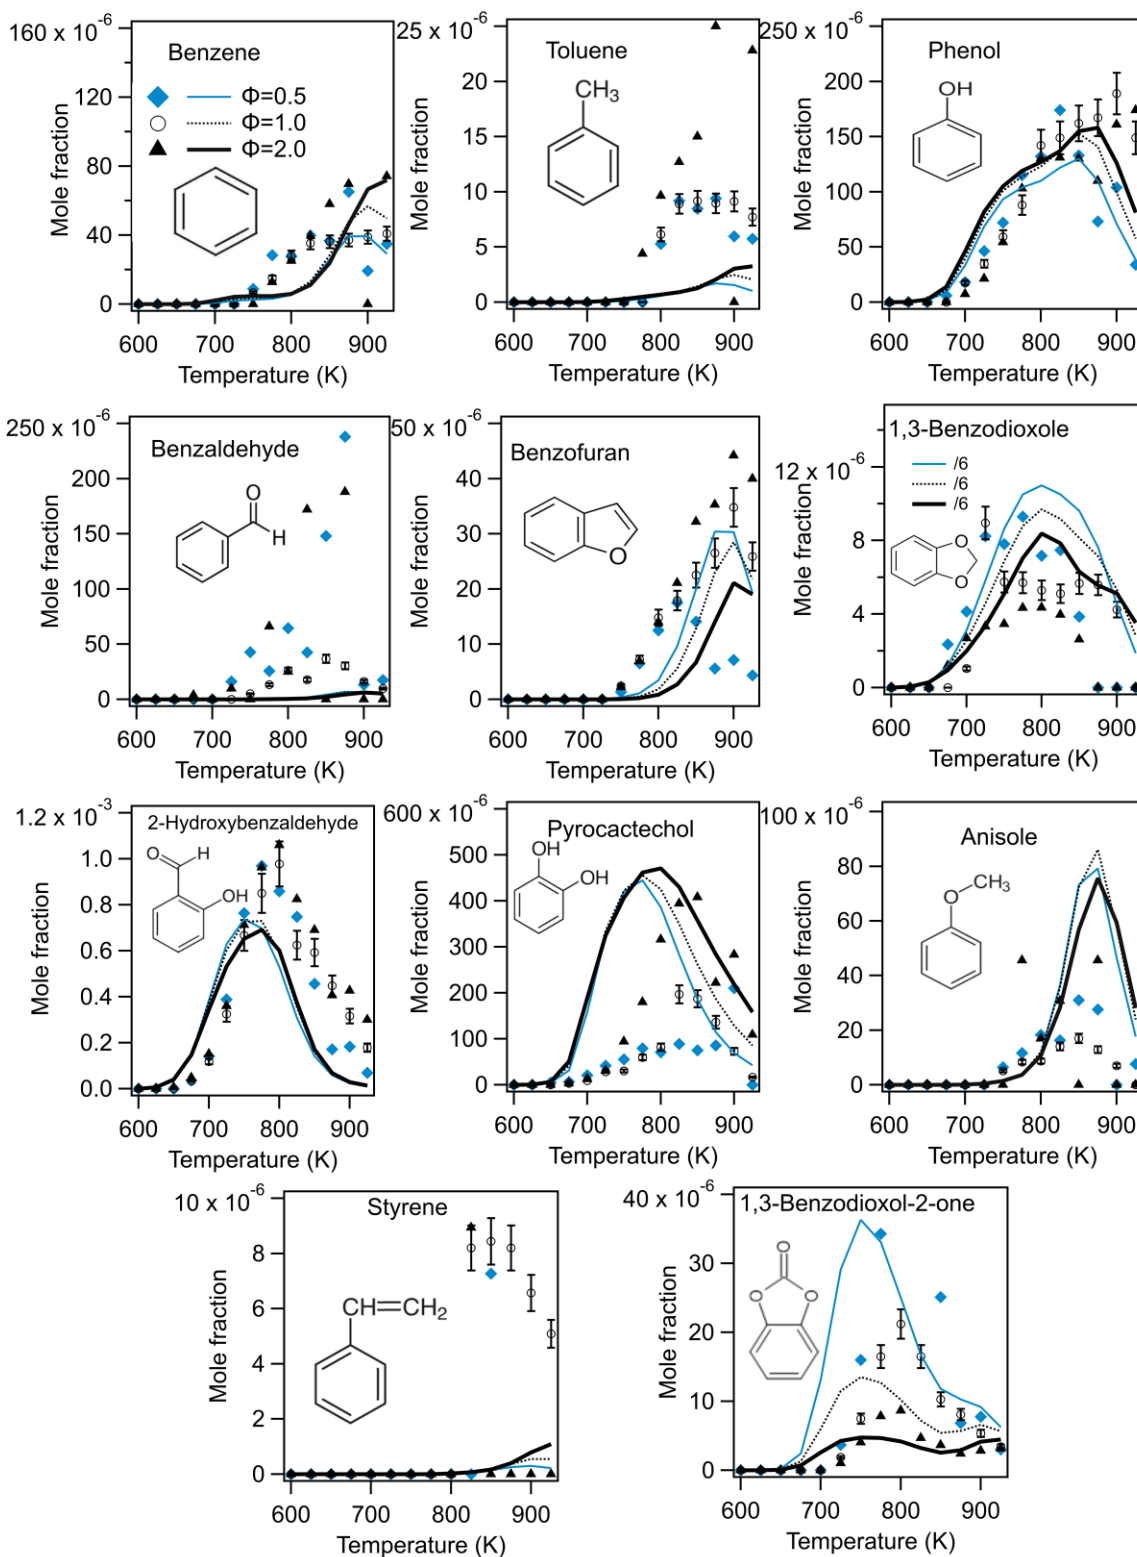 160 x 10⁻⁶
120
80
40
0
Mole fraction
Benzene
Φ=0.5
Φ=1.0
Φ=2.0
600 700 800 900
Temperature (K)
25 x 10⁻⁶
20
15
10
5
0
Mole fraction
Toluene
CH₃
600 700 800 900
Temperature (K)
250 x 10⁻⁶
200
150
100
50
0
Mole fraction
Phenol
OH
600 700 800 900
Temperature (K)
250 x 10⁻⁶
200
150
100
50
0
Mole fraction
Benzaldehyde
O
H
600 700 800 900
Temperature (K)
50 x 10⁻⁶
40
30
20
10
0
Mole fraction
Benzofuran
O
600 700 800 900
Temperature (K)
12 x 10⁻⁶
8
4
0
Mole fraction
1,3-Benzodioxole
/6
/6
/6
O
O
600 700 800 900
Temperature (K)
1.2 x 10⁻³
1.0
0.8
0.6
0.4
0.2
0.0
Mole fraction
2-Hydroxybenzaldehyde
O
H
OH
600 700 800 900
Temperature (K)
600 x 10⁻⁶
500
400
300
200
100
0
Mole fraction
Pyrocactechol
OH
OH
600 700 800 900
Temperature (K)
100 x 10⁻⁶
80
60
40
20
0
Mole fraction
Anisole
CH₃
O
600 700 800 900
Temperature (K)
10 x 10⁻⁶
8
6
4
2
0
Mole fraction
Styrene
CH=CH₂
600 700 800 900
Temperature (K)
40 x 10⁻⁶
30
20
10
0
Mole fraction
1,3-Benzodioxol-2-one
O
O
O
600 700 800 900
Temperature (K)